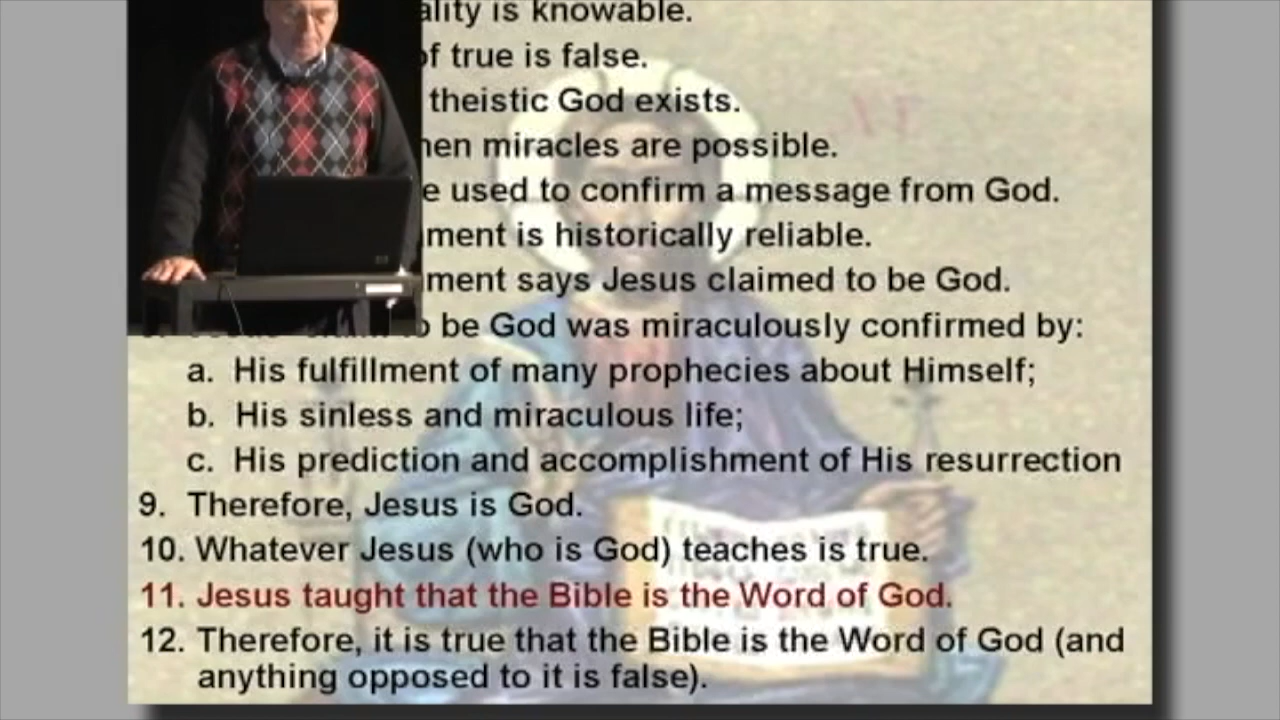 ality is knowable.
of true is false.
theistic God exists.
hen miracles are possible.
e used to confirm a message from God.
ment is historically reliable.
ment says Jesus claimed to be God.
o be God was miraculously confirmed by:
a. His fulfillment of many prophecies about Himself;
b. His sinless and miraculous life;
c. His prediction and accomplishment of His resurrection
9. Therefore, Jesus is God.
10. Whatever Jesus (who is God) teaches is true.
11. Jesus taught that the Bible is the Word of God.
12. Therefore, it is true that the Bible is the Word of God (and
anything opposed to it is false).